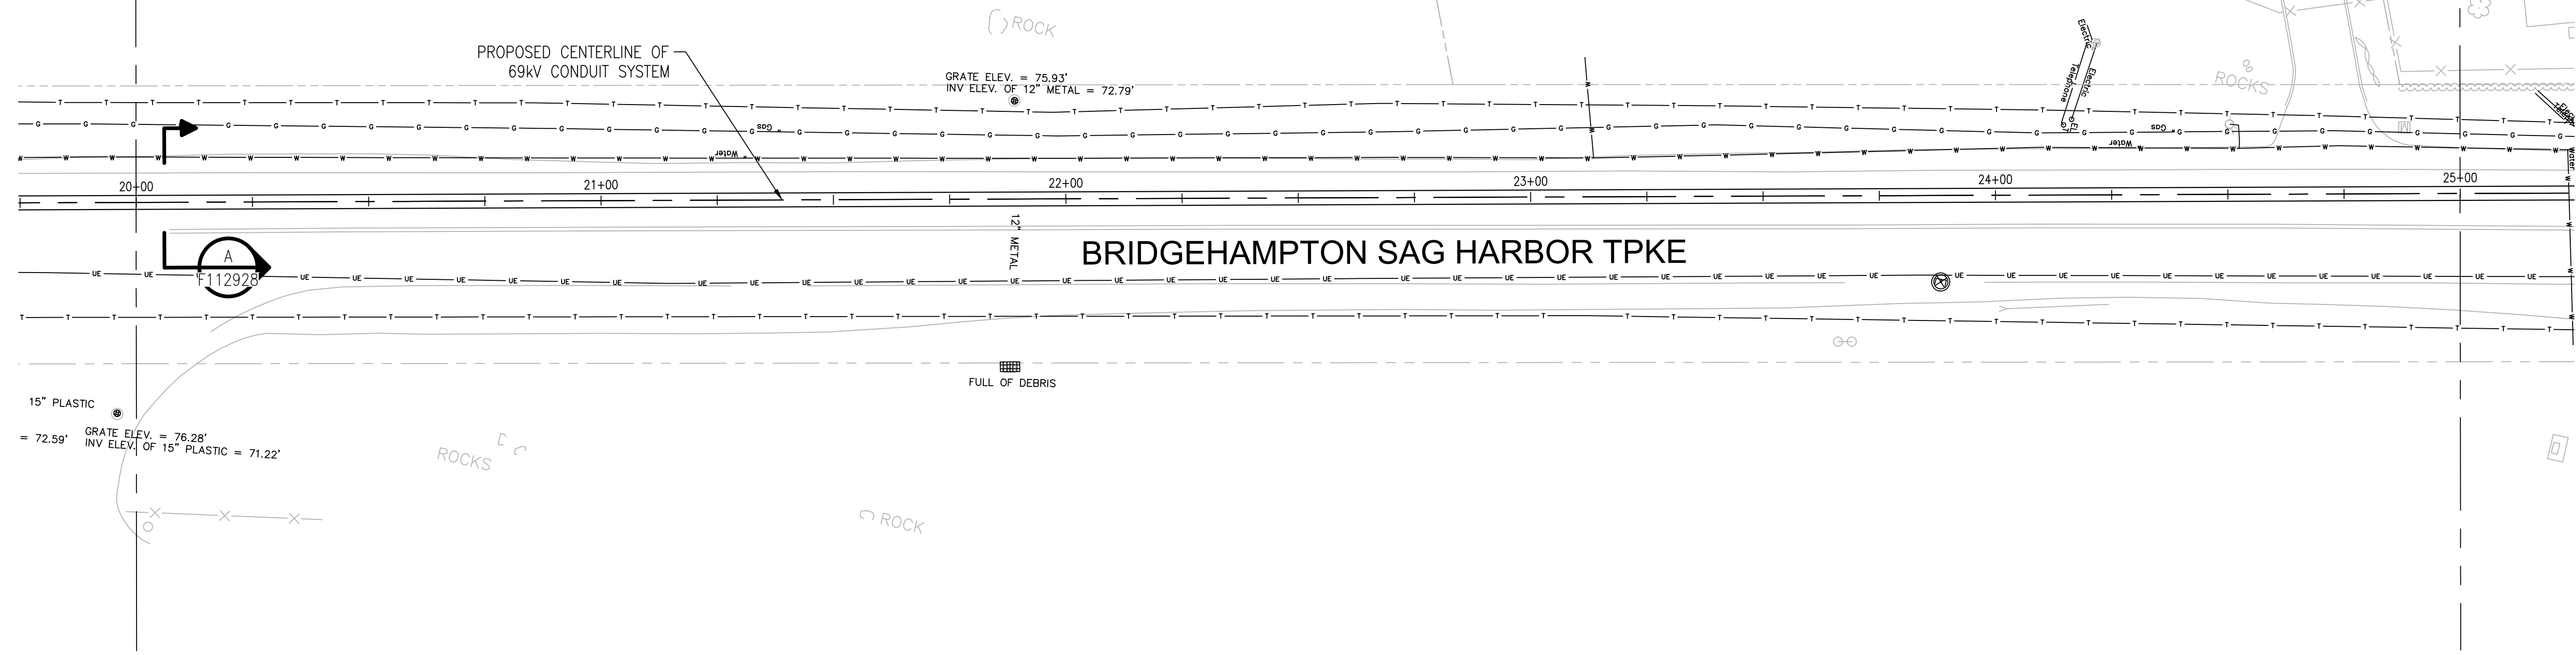 ROCK
PROPOSED CENTERLINE OF
69kV CONDUIT SYSTEM
GRATE ELEV. = 75.93'
INV ELEV. OF 12" METAL = 72.79'
Electric
Electric
Telephone
ROCKS
EL
T
Gas
Gas
Water
Water
Water
20+00
21+00
22+00
23+00
24+00
25+00
12" METAL
BRIDGEHAMPTON SAG HARBOR TPKE
A
F112928
FULL OF DEBRIS
15" PLASTIC
= 72.59'
GRATE ELEV. = 76.28'
INV ELEV. OF 15" PLASTIC = 71.22'
ROCKS
ROCK